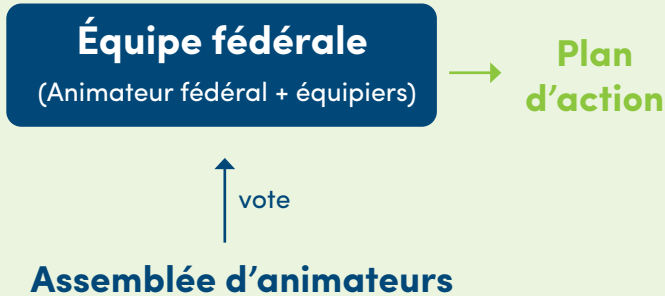 Équipe fédérale
(Animateur fédéral + équipiers)
Plan
d’action
vote
Assemblée d’animateurs